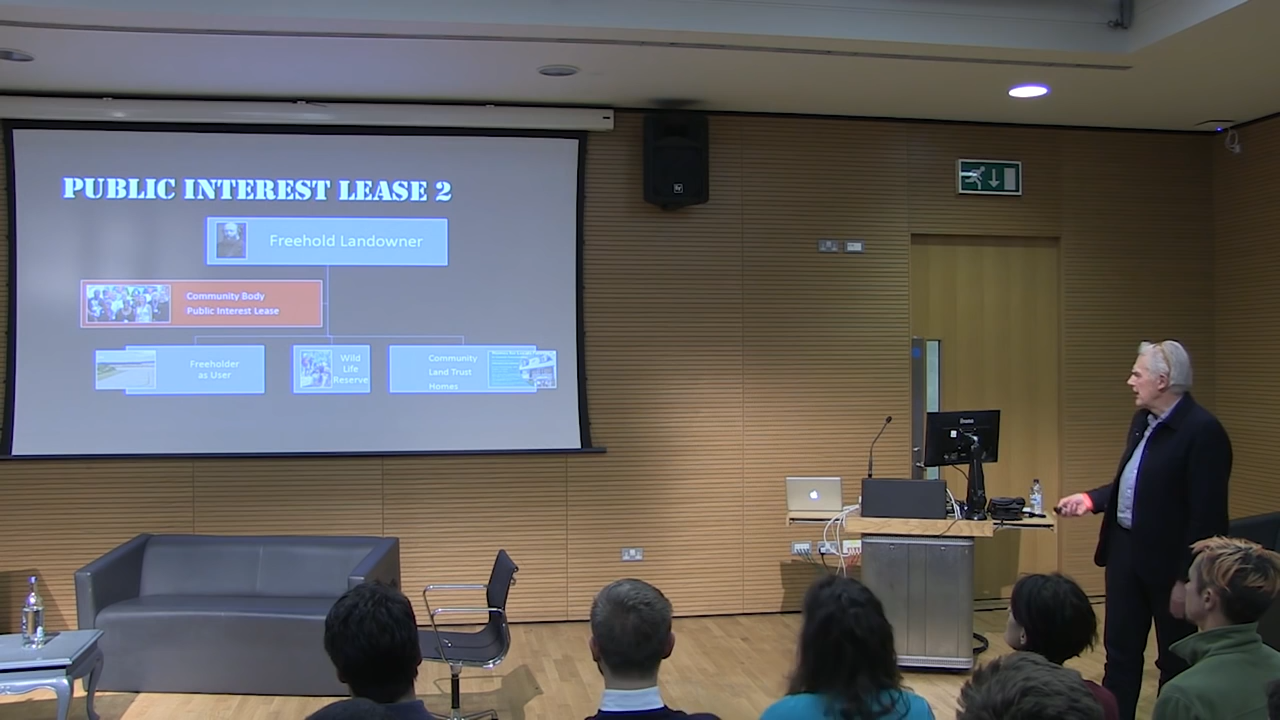 PUBLIC INTEREST LEASE 2
Freehold Landowner
Community Body
Public Interest Lease
Freeholder
as User
Wild
Life
Reserve
Community
Land Trust
Homes